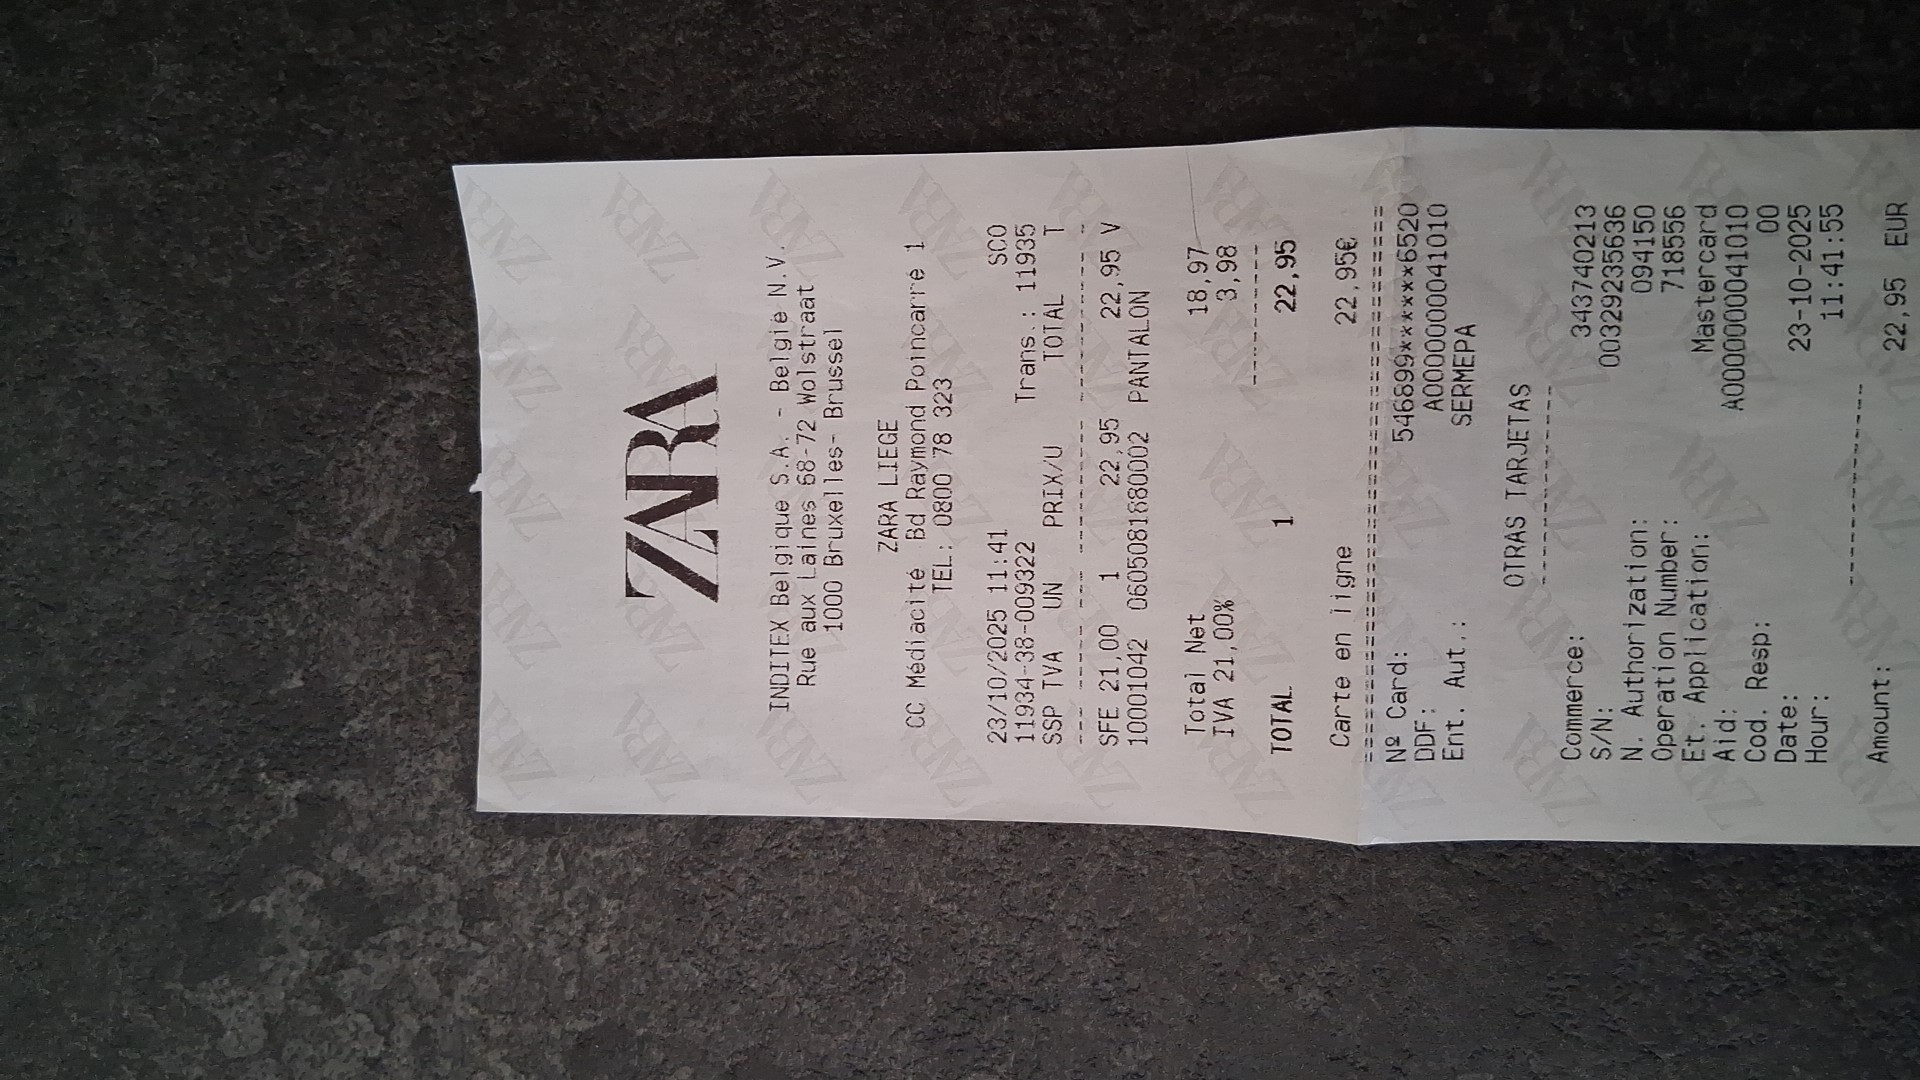 ZARA
INDITEX Belgique S.A. - Belgie N.V.
Rue aux Laines 68-72 Wolstraat
1000 Bruxelles- Brussel
ZARA LIEGE
CC Médiacité Bd Raymond Poincarré 1
TEL.: 0800 78 323
23/10/2025 11:41 SCO
11934-38-009322 Trans.: 11935
SSP TVA UN PRIX/U TOTAL T
SFE 21,00 1 22,95 22,95 V
10001042 06050818680002 PANTALON
Total Net 18,97
IVA 21,00% 3,98
TOTAL 1 22,95
Carte en ligne 22,95€
Nº Card: 546899******6520
DDF: A0000000041010
Ent. Aut.: SERMEPA
OTRAS TARJETAS
Commerce: 3437740213
S/N: 003292235636
N. Authorization: 094150
Operation Number: 718556
Et. Application: Mastercard
Aid: A0000000041010
Cod. Resp: 00
Date: 23-10-2025
Hour: 11:41:55
Amount: 22,95 EUR